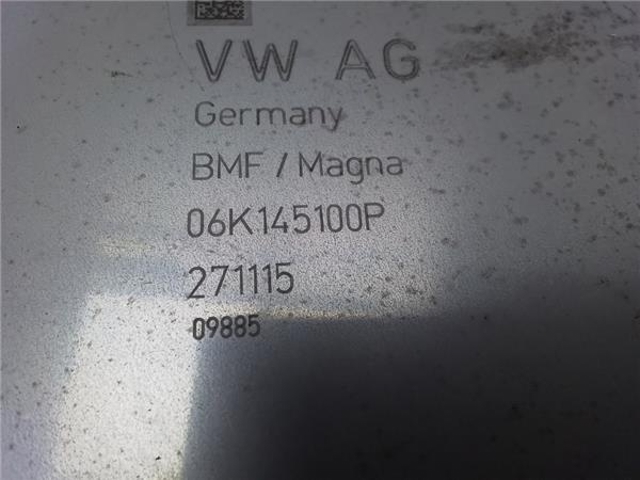 VW AG
Germany
BMF / Magna
06K145100P
271115
09885